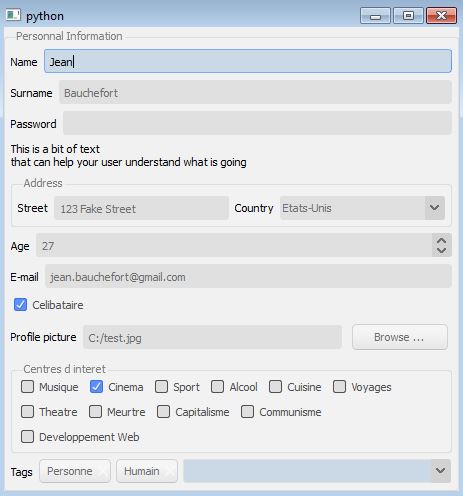 python
Personnal Information
Name Jean
Surname Bauchefort
Password
This is a bit of text
that can help your user understand what is going
Address
Street 123 Fake Street Country Etats-Unis
Age 27
E-mail jean.bauchefort@gmail.com
Celibataire
Profile picture C:/test.jpg Browse ...
Centres d interet
Musique Cinema Sport Alcool Cuisine Voyages
Theatre Meurtre Capitalisme Communisme
Developpement Web
Tags Personne Humain